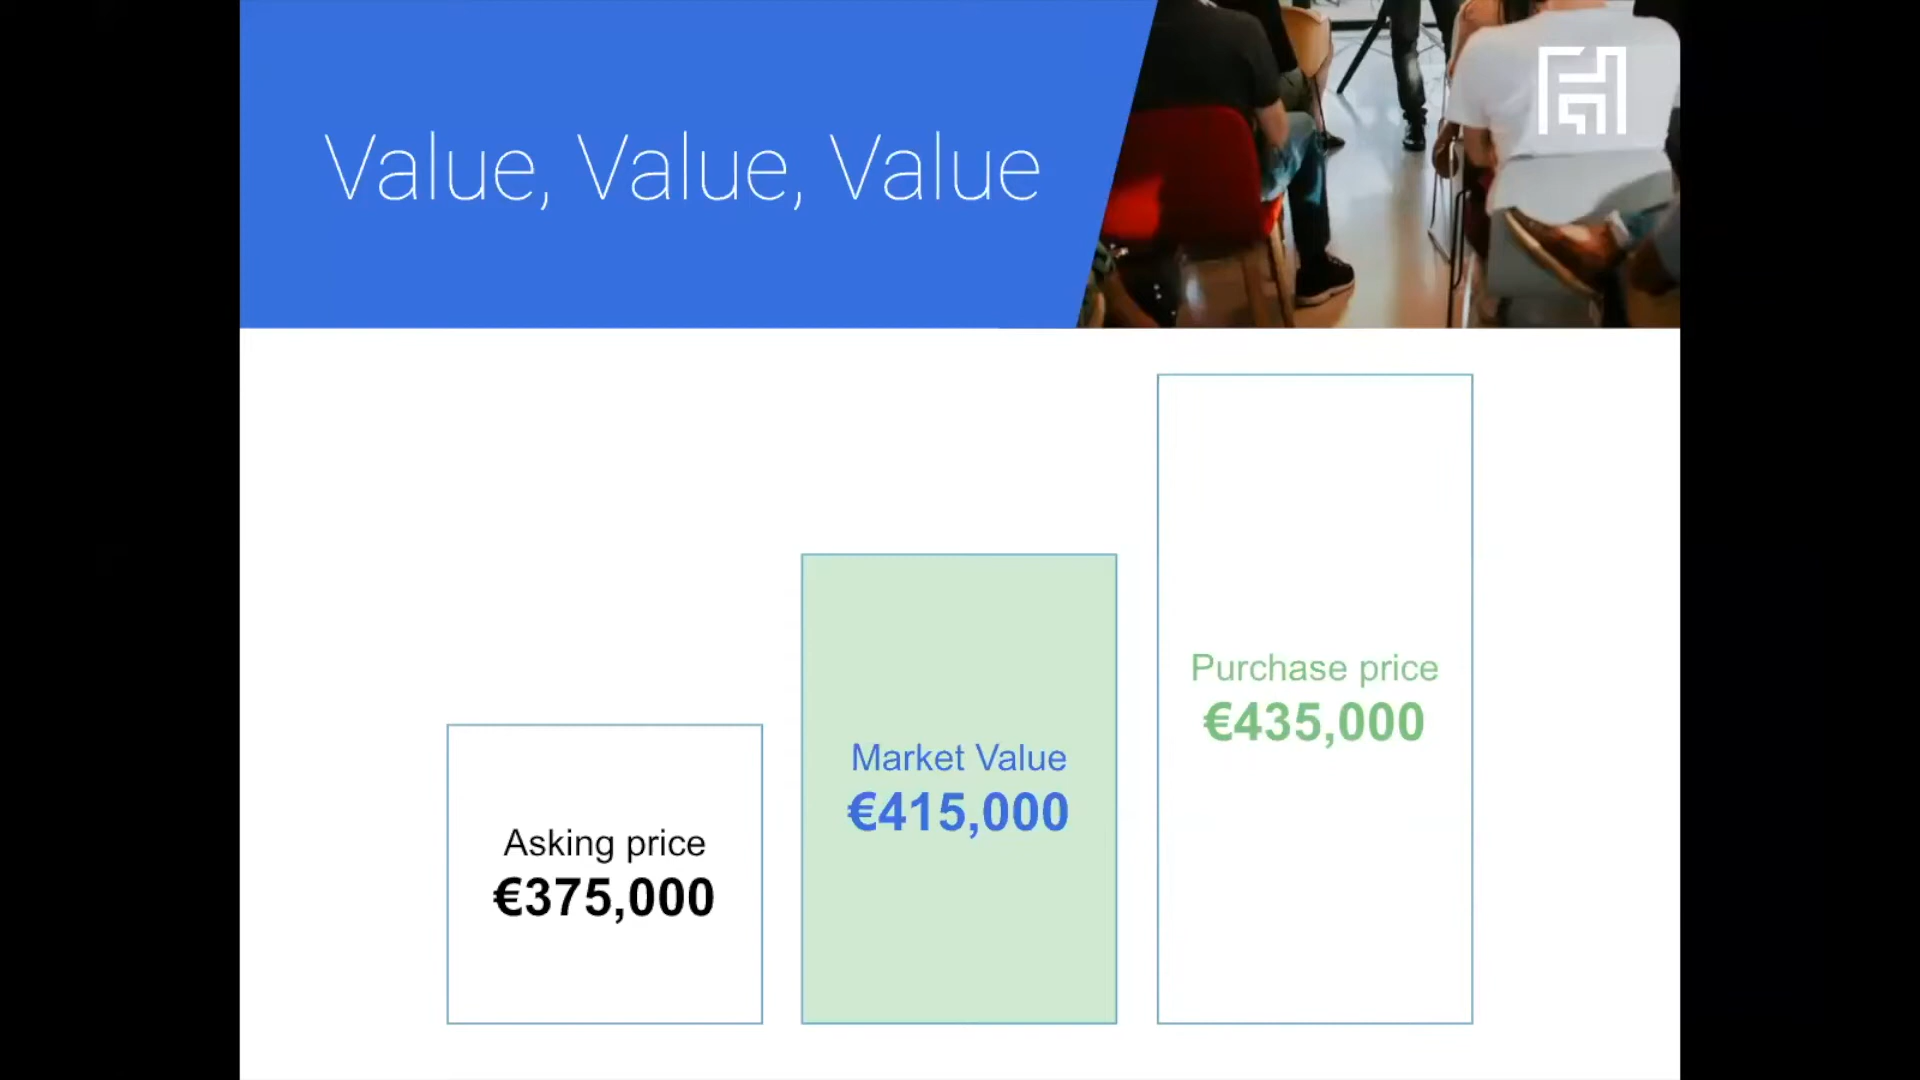 Value, Value, Value
Purchase price
€435,000
Market Value
€415,000
Asking price
€375,000